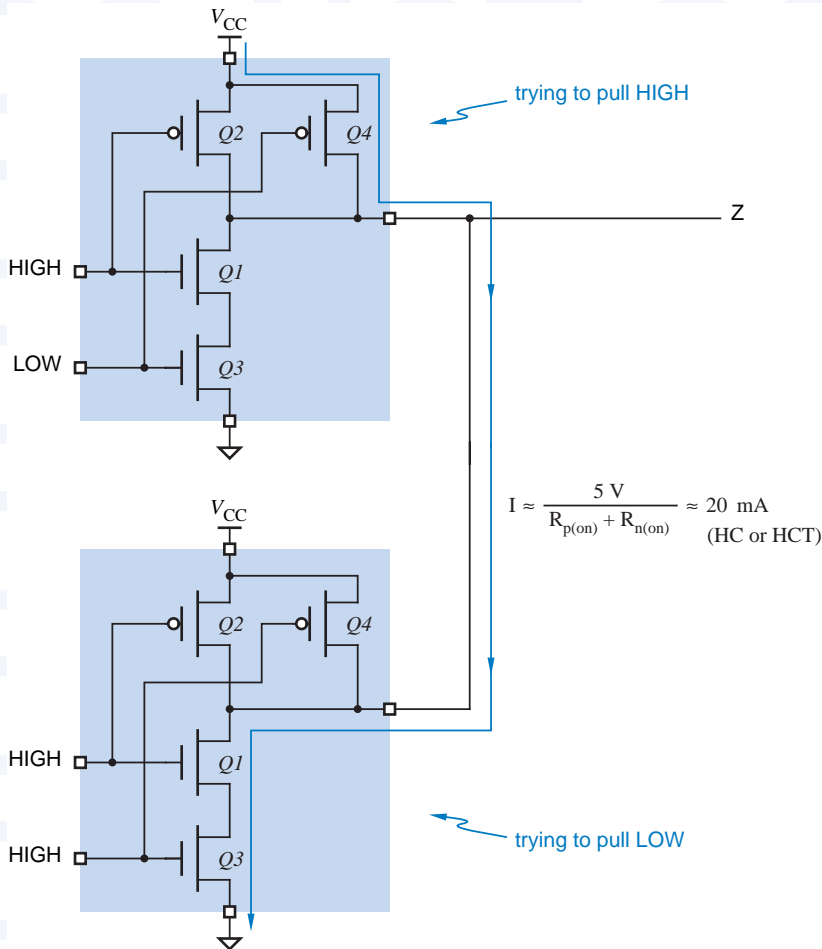 VCC
trying to pull HIGH
Q2
Q4
Z
HIGH
Q1
LOW
Q3
I ≈ 5 V / Rp(on) + Rn(on) ≈ 20 mA
(HC or HCT)
VCC
Q2
Q4
HIGH
Q1
trying to pull LOW
HIGH
Q3